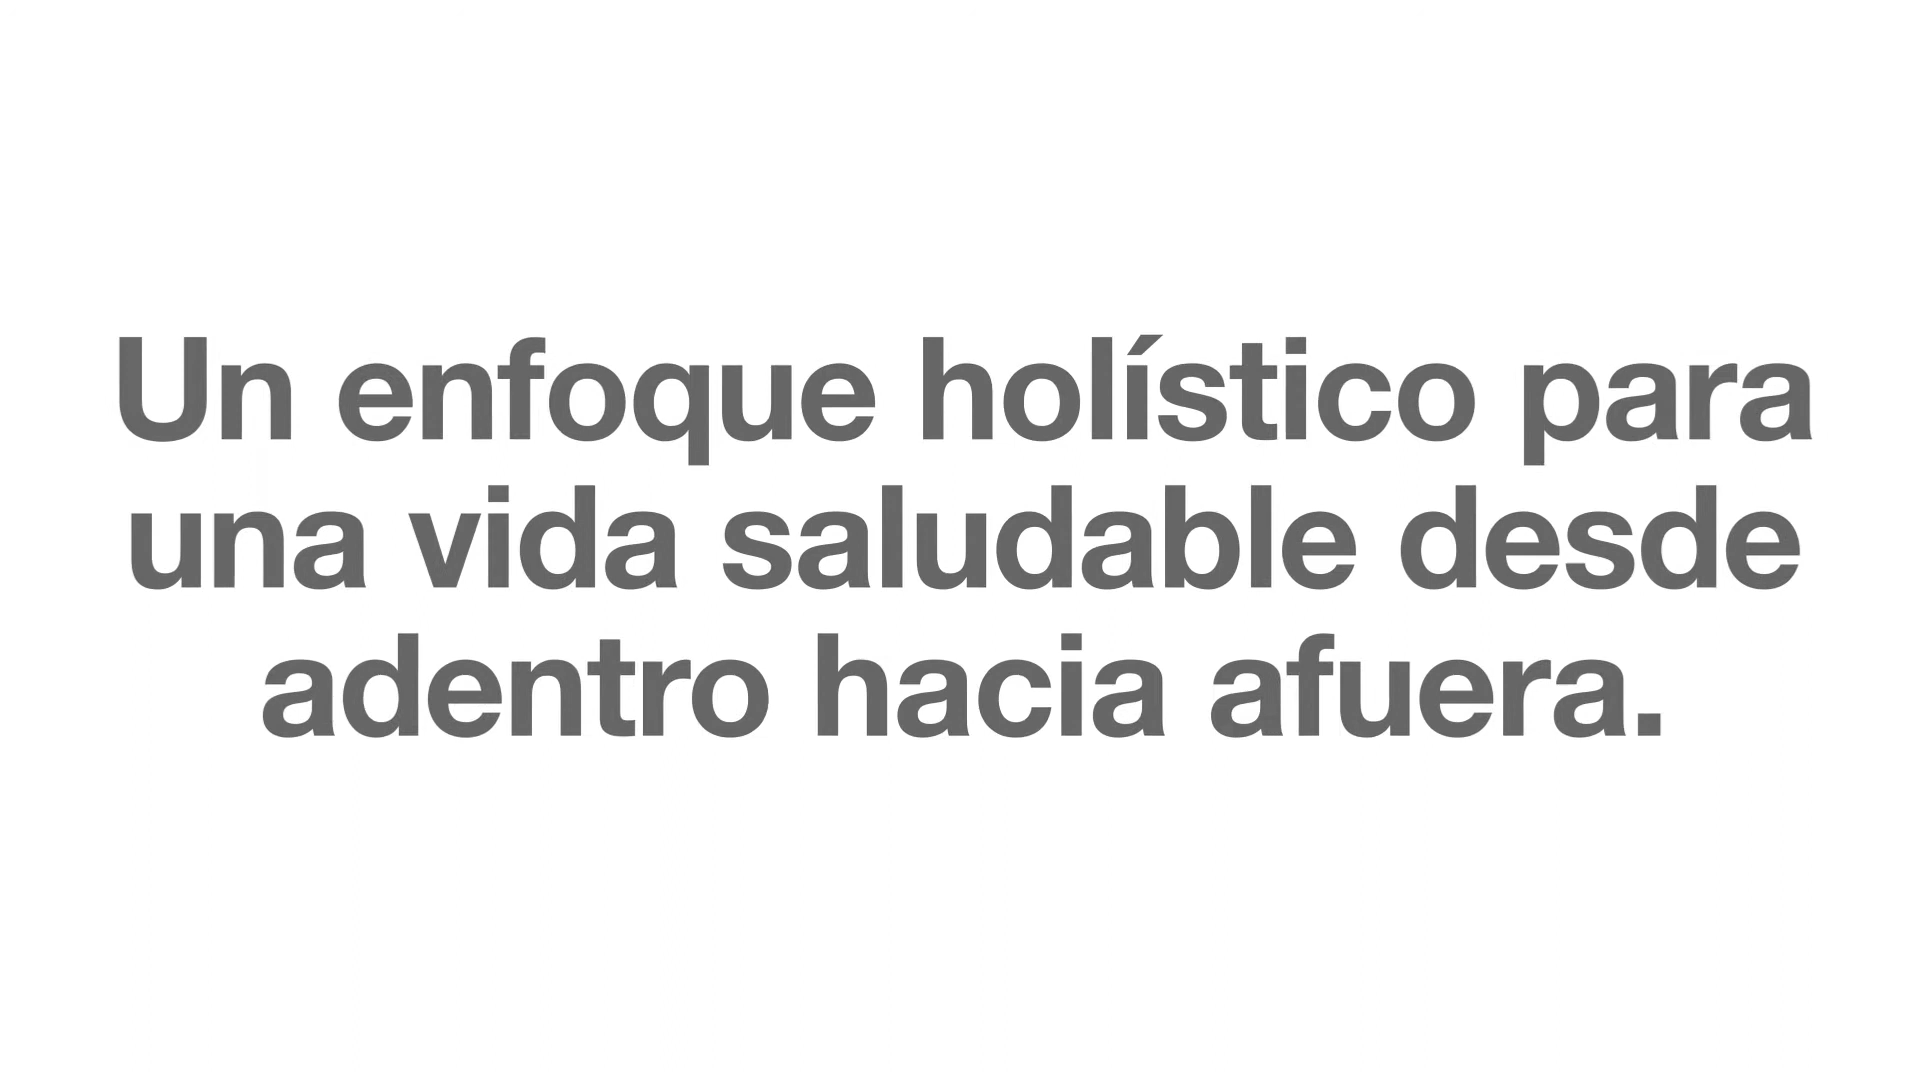 Un enfoque holístico para
una vida saludable desde
adentro hacia afuera.